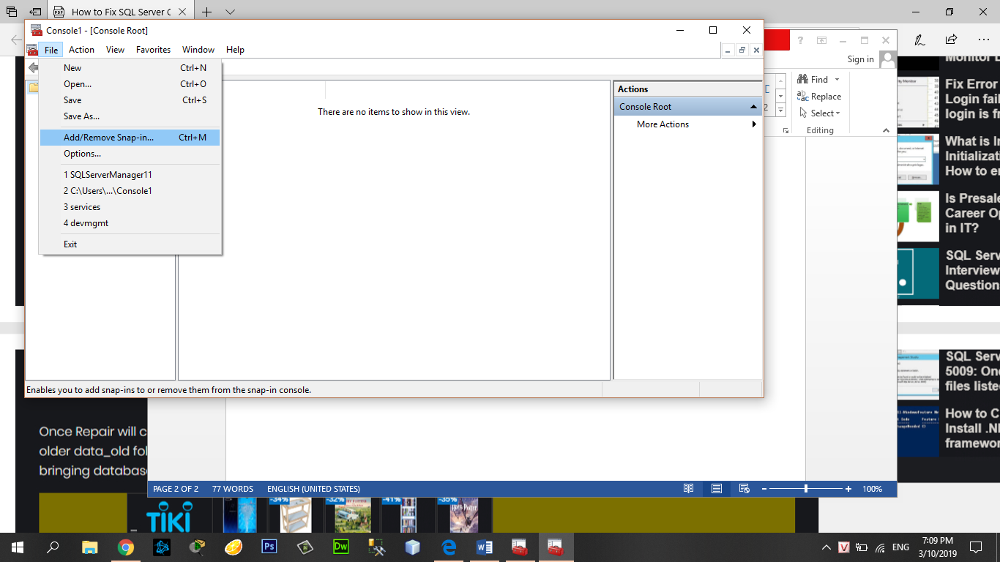 How to Fix SQL Server C
Console1 - [Console Root]
File Action View Favorites Window Help
New Ctrl+N
Open... Ctrl+O
Save Ctrl+S
Save As...
Add/Remove Snap-in... Ctrl+M
Options...
1 SQLServerManager11
2 C:\Users\...\Console1
3 services
4 devmgmt
Exit
There are no items to show in this view.
Actions
Console Root
More Actions
Enables you to add snap-ins to or remove them from the snap-in console.
Sign in
Find
Replace
Select
Editing
Monitor
Fix Error
Login fail
login is fr
What is In
Initializati
How to en
Is Presale
Career Op
in IT?
SQL Serv
Interview
Question
SQL Serv
5009: One
files liste
How to C
Install .NE
framewor
Once Repair will c
older data_old fol
bringing databas
PAGE 2 OF 2 77 WORDS ENGLISH (UNITED STATES) 100%
TIKI
-34% -32% -41% -35%
ENG
7:09 PM
3/10/2019